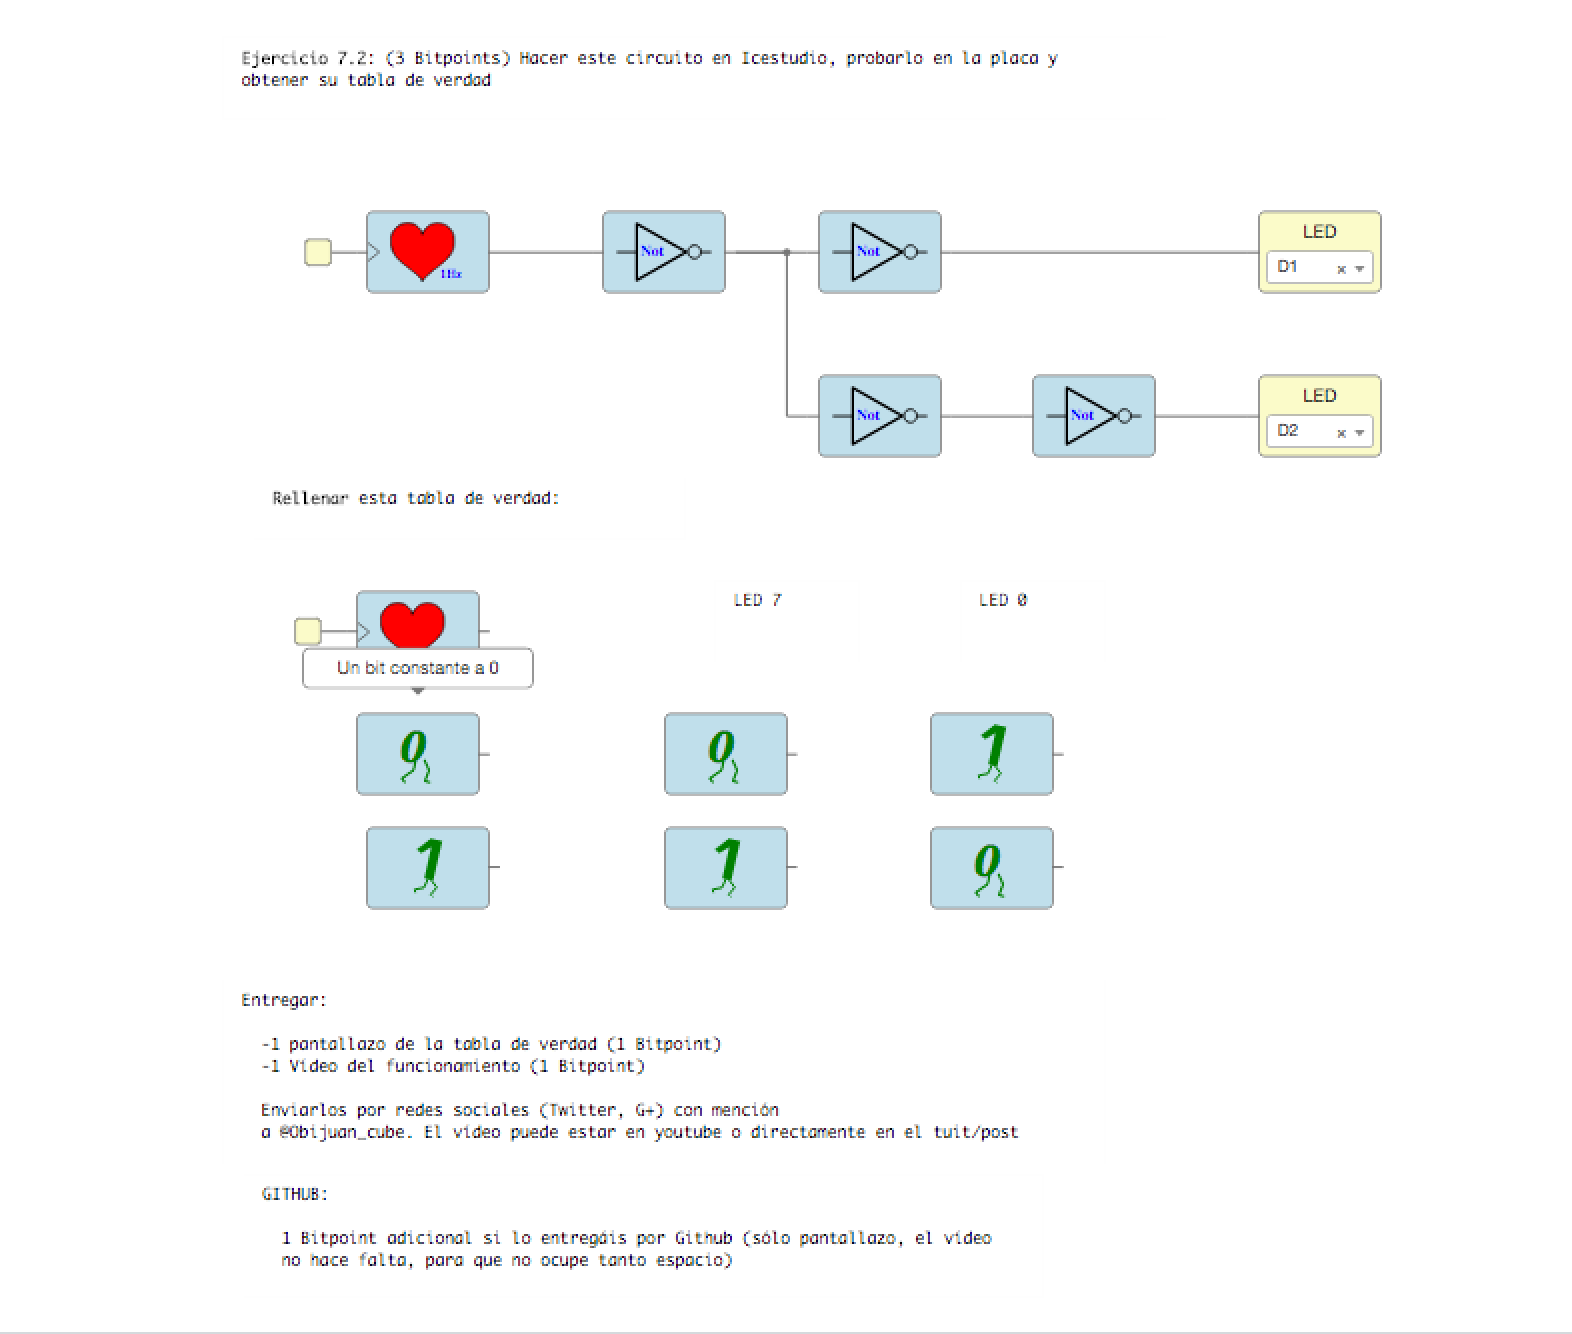 Ejercicio 7.2: (3 Bitpoints) Hacer este circuito en Icestudio, probarlo en la placa y
obtener su tabla de verdad
1Hz
Not
Not
LED
D1
Not
Not
LED
D2
Rellenar esta tabla de verdad:
LED 7
LED 0
Un bit constante a 0
0
0
1
1
1
0
Entregar:
-1 pantallazo de la tabla de verdad (1 Bitpoint)
-1 Vídeo del funcionamiento (1 Bitpoint)
Enviarlos por redes sociales (Twitter, G+) con mención
a @Obijuan_cube. El vídeo puede estar en youtube o directamente en el tuit/post
GITHUB:
1 Bitpoint adicional si lo entregáis por Github (sólo pantallazo, el vídeo
no hace falta, para que no ocupe tanto espacio)